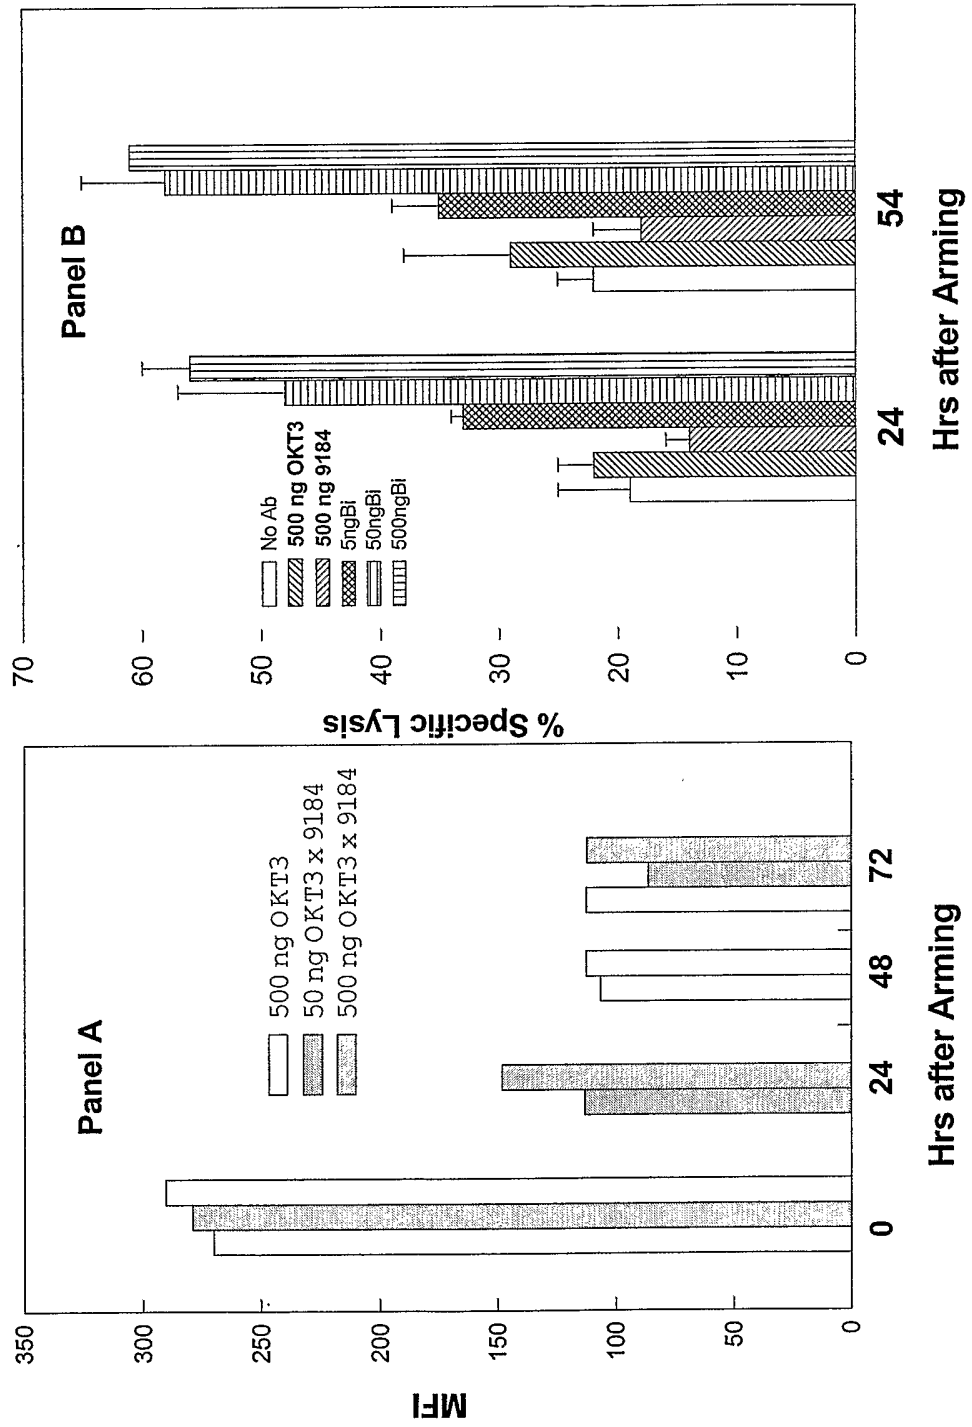 Panel A
MFI
350
300
250
200
150
100
50
0
500 ng OKT3
50 ng OKT3 x 9184
500 ng OKT3 x 9184
0
24
48
72
Hrs after Arming
Panel B
% Specific Lysis
70
60
50
40
30
20
10
0
No Ab
500 ng OKT3
500 ng 9184
5ngBi
50ngBi
500ngBi
24
54
Hrs after Arming